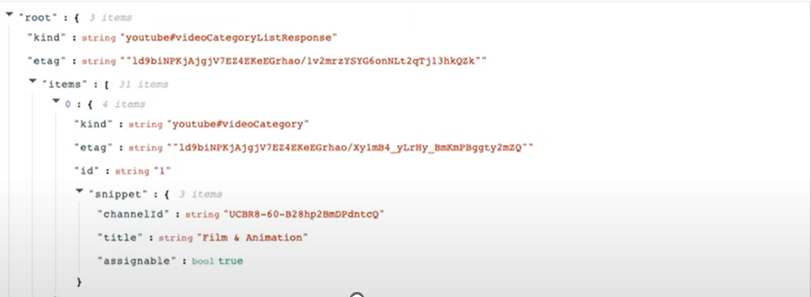 "root" : { 3 items
"kind" : string "youtube#videoCategoryListResponse"
"etag" : string ""ld9biNPKjAjgjV7EZ4EKeEGrhao/1v2mrzYSYG6onNLt2qTj13hkQZk""
"items" : [ 31 items
0 : { 4 items
"kind" : string "youtube#videoCategory"
"etag" : string ""ld9biNPKjAjgjV7EZ4EKeEGrhao/Xy1mB4_yLrHy_BmKmPBggty2mZQ""
"id" : string "1"
"snippet" : { 3 items
"channelId" : string "UCBR8-60-B28hp2BmDPdntcQ"
"title" : string "Film & Animation"
"assignable" : bool true
}